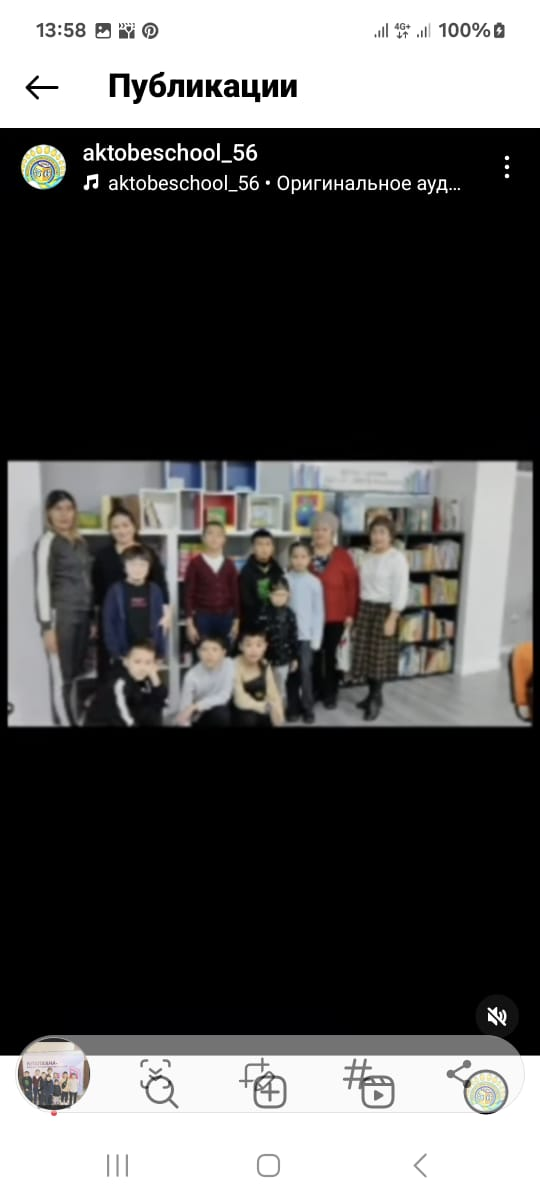 13:58 4G+ 100%
Публикации
aktobeschool_56
aktobeschool_56 • Оригинальное ауд...